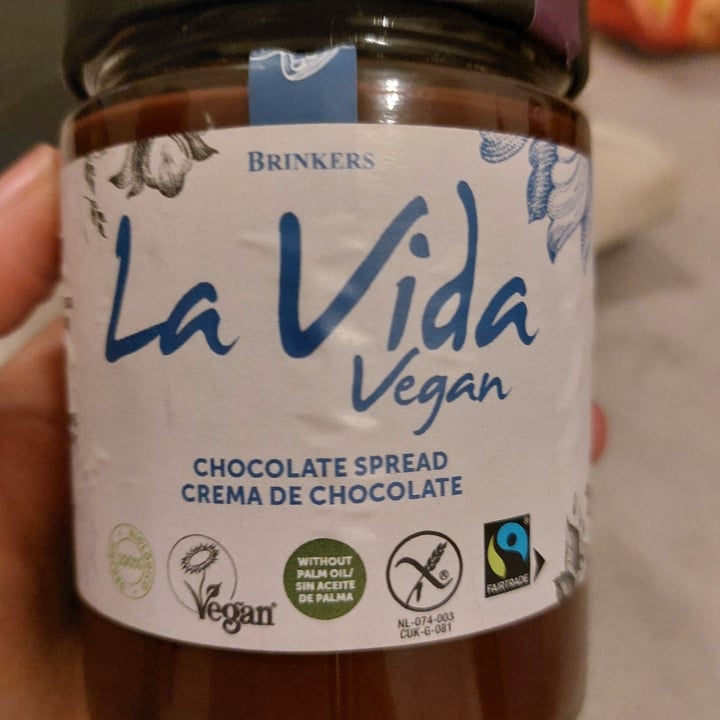 BRINKERS
La Vida
Vegan
CHOCOLATE SPREAD
CREMA DE CHOCOLATE
100%
Vegan
WITHOUT
PALM OIL/
SIN ACEITE
DE PALMA
NL-074-003
CUK-G-081
FAIRTRADE